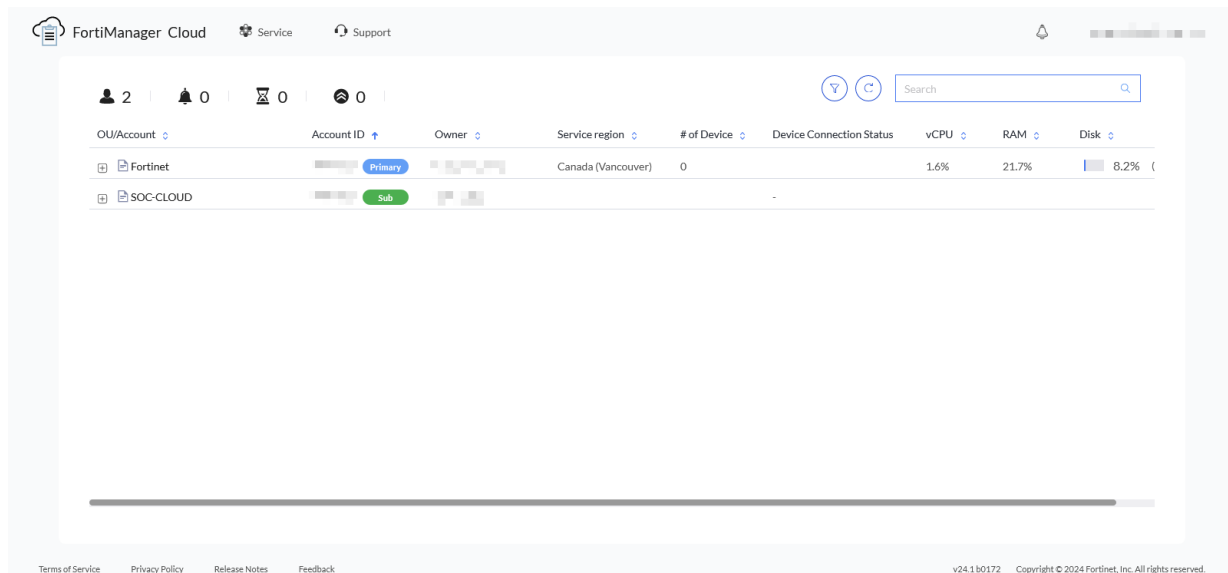 FortiManager Cloud Service Support
2 0 0 0 Search
OU/Account Account ID Owner Service region # of Device Device Connection Status vCPU RAM Disk
Fortinet Primary Canada (Vancouver) 0 1.6% 21.7% 8.2% (
SOC-CLOUD Sub -
Terms of Service Privacy Policy Release Notes Feedback v24.1 b0172 Copyright © 2024 Fortinet, Inc. All rights reserved.